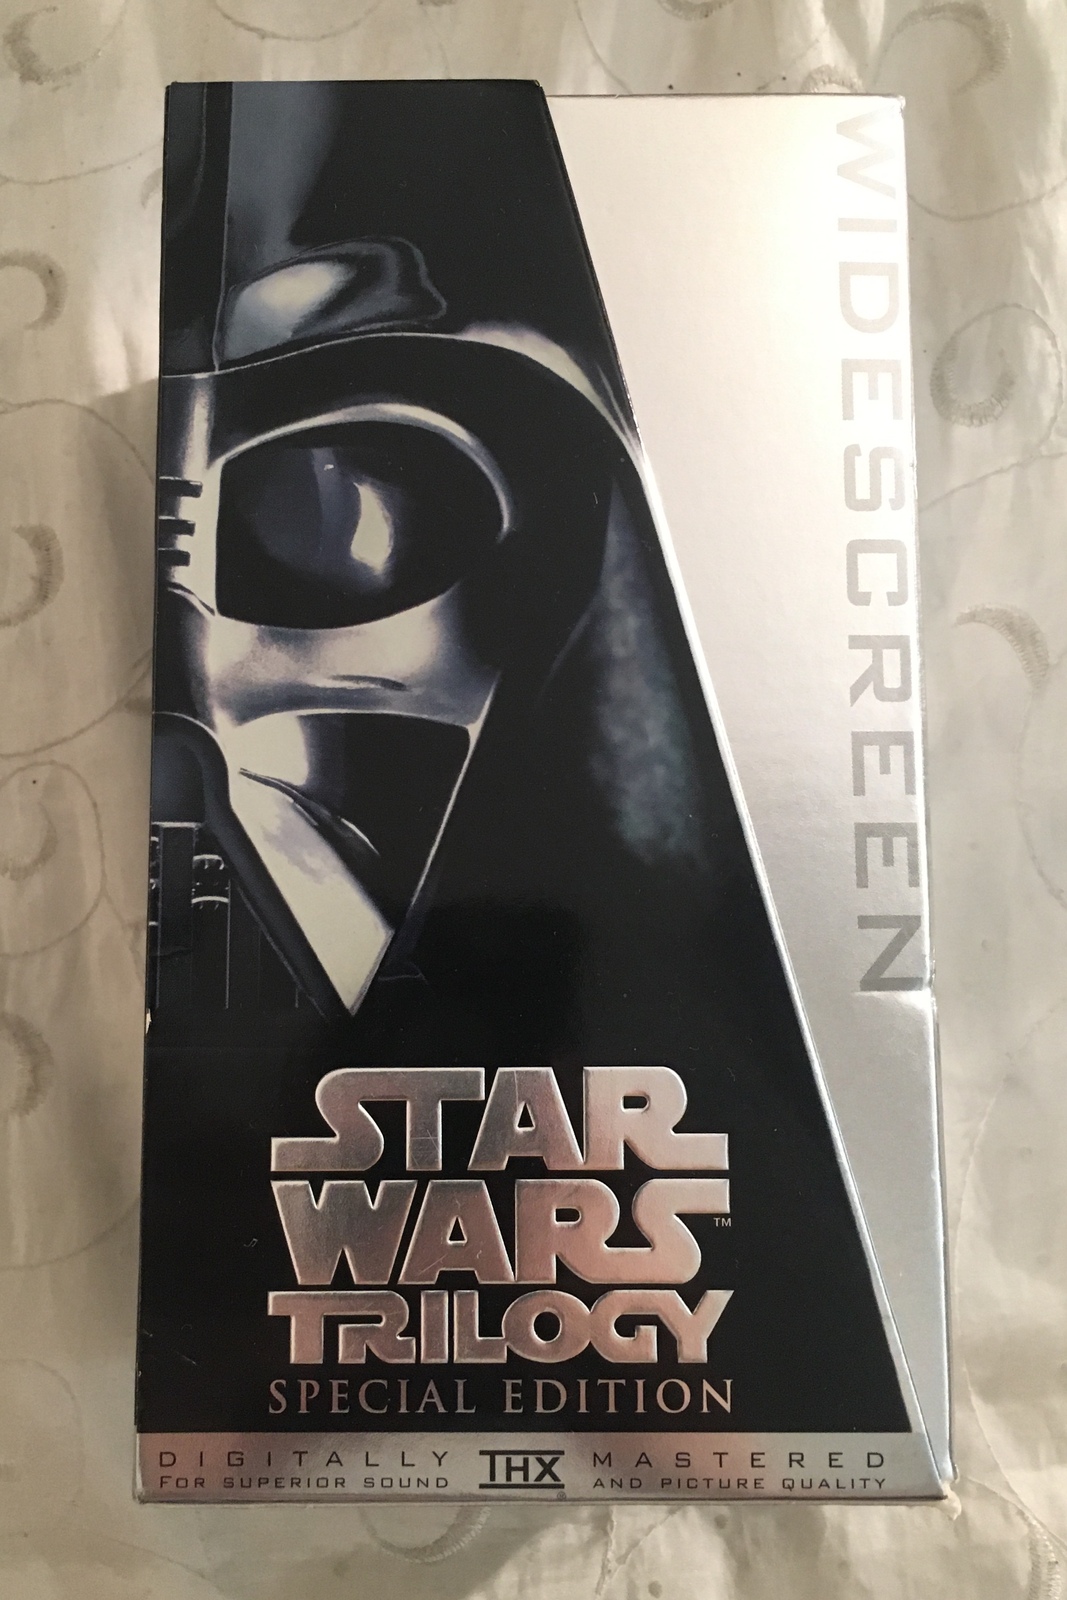 WIDESCREEN
STAR
WARS™
TRILOGY
SPECIAL EDITION
DIGITALLY THX MASTERED
FOR SUPERIOR SOUND AND PICTURE QUALITY